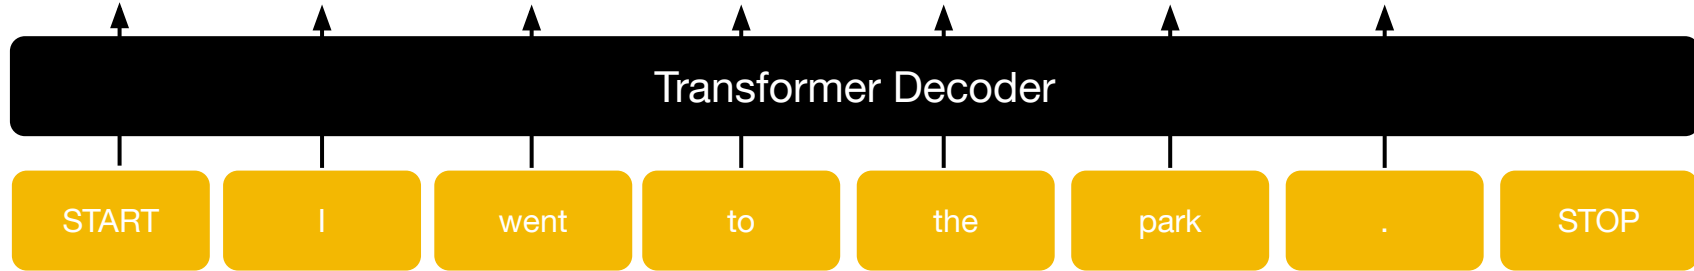 Transformer Decoder
START I went to the park . STOP